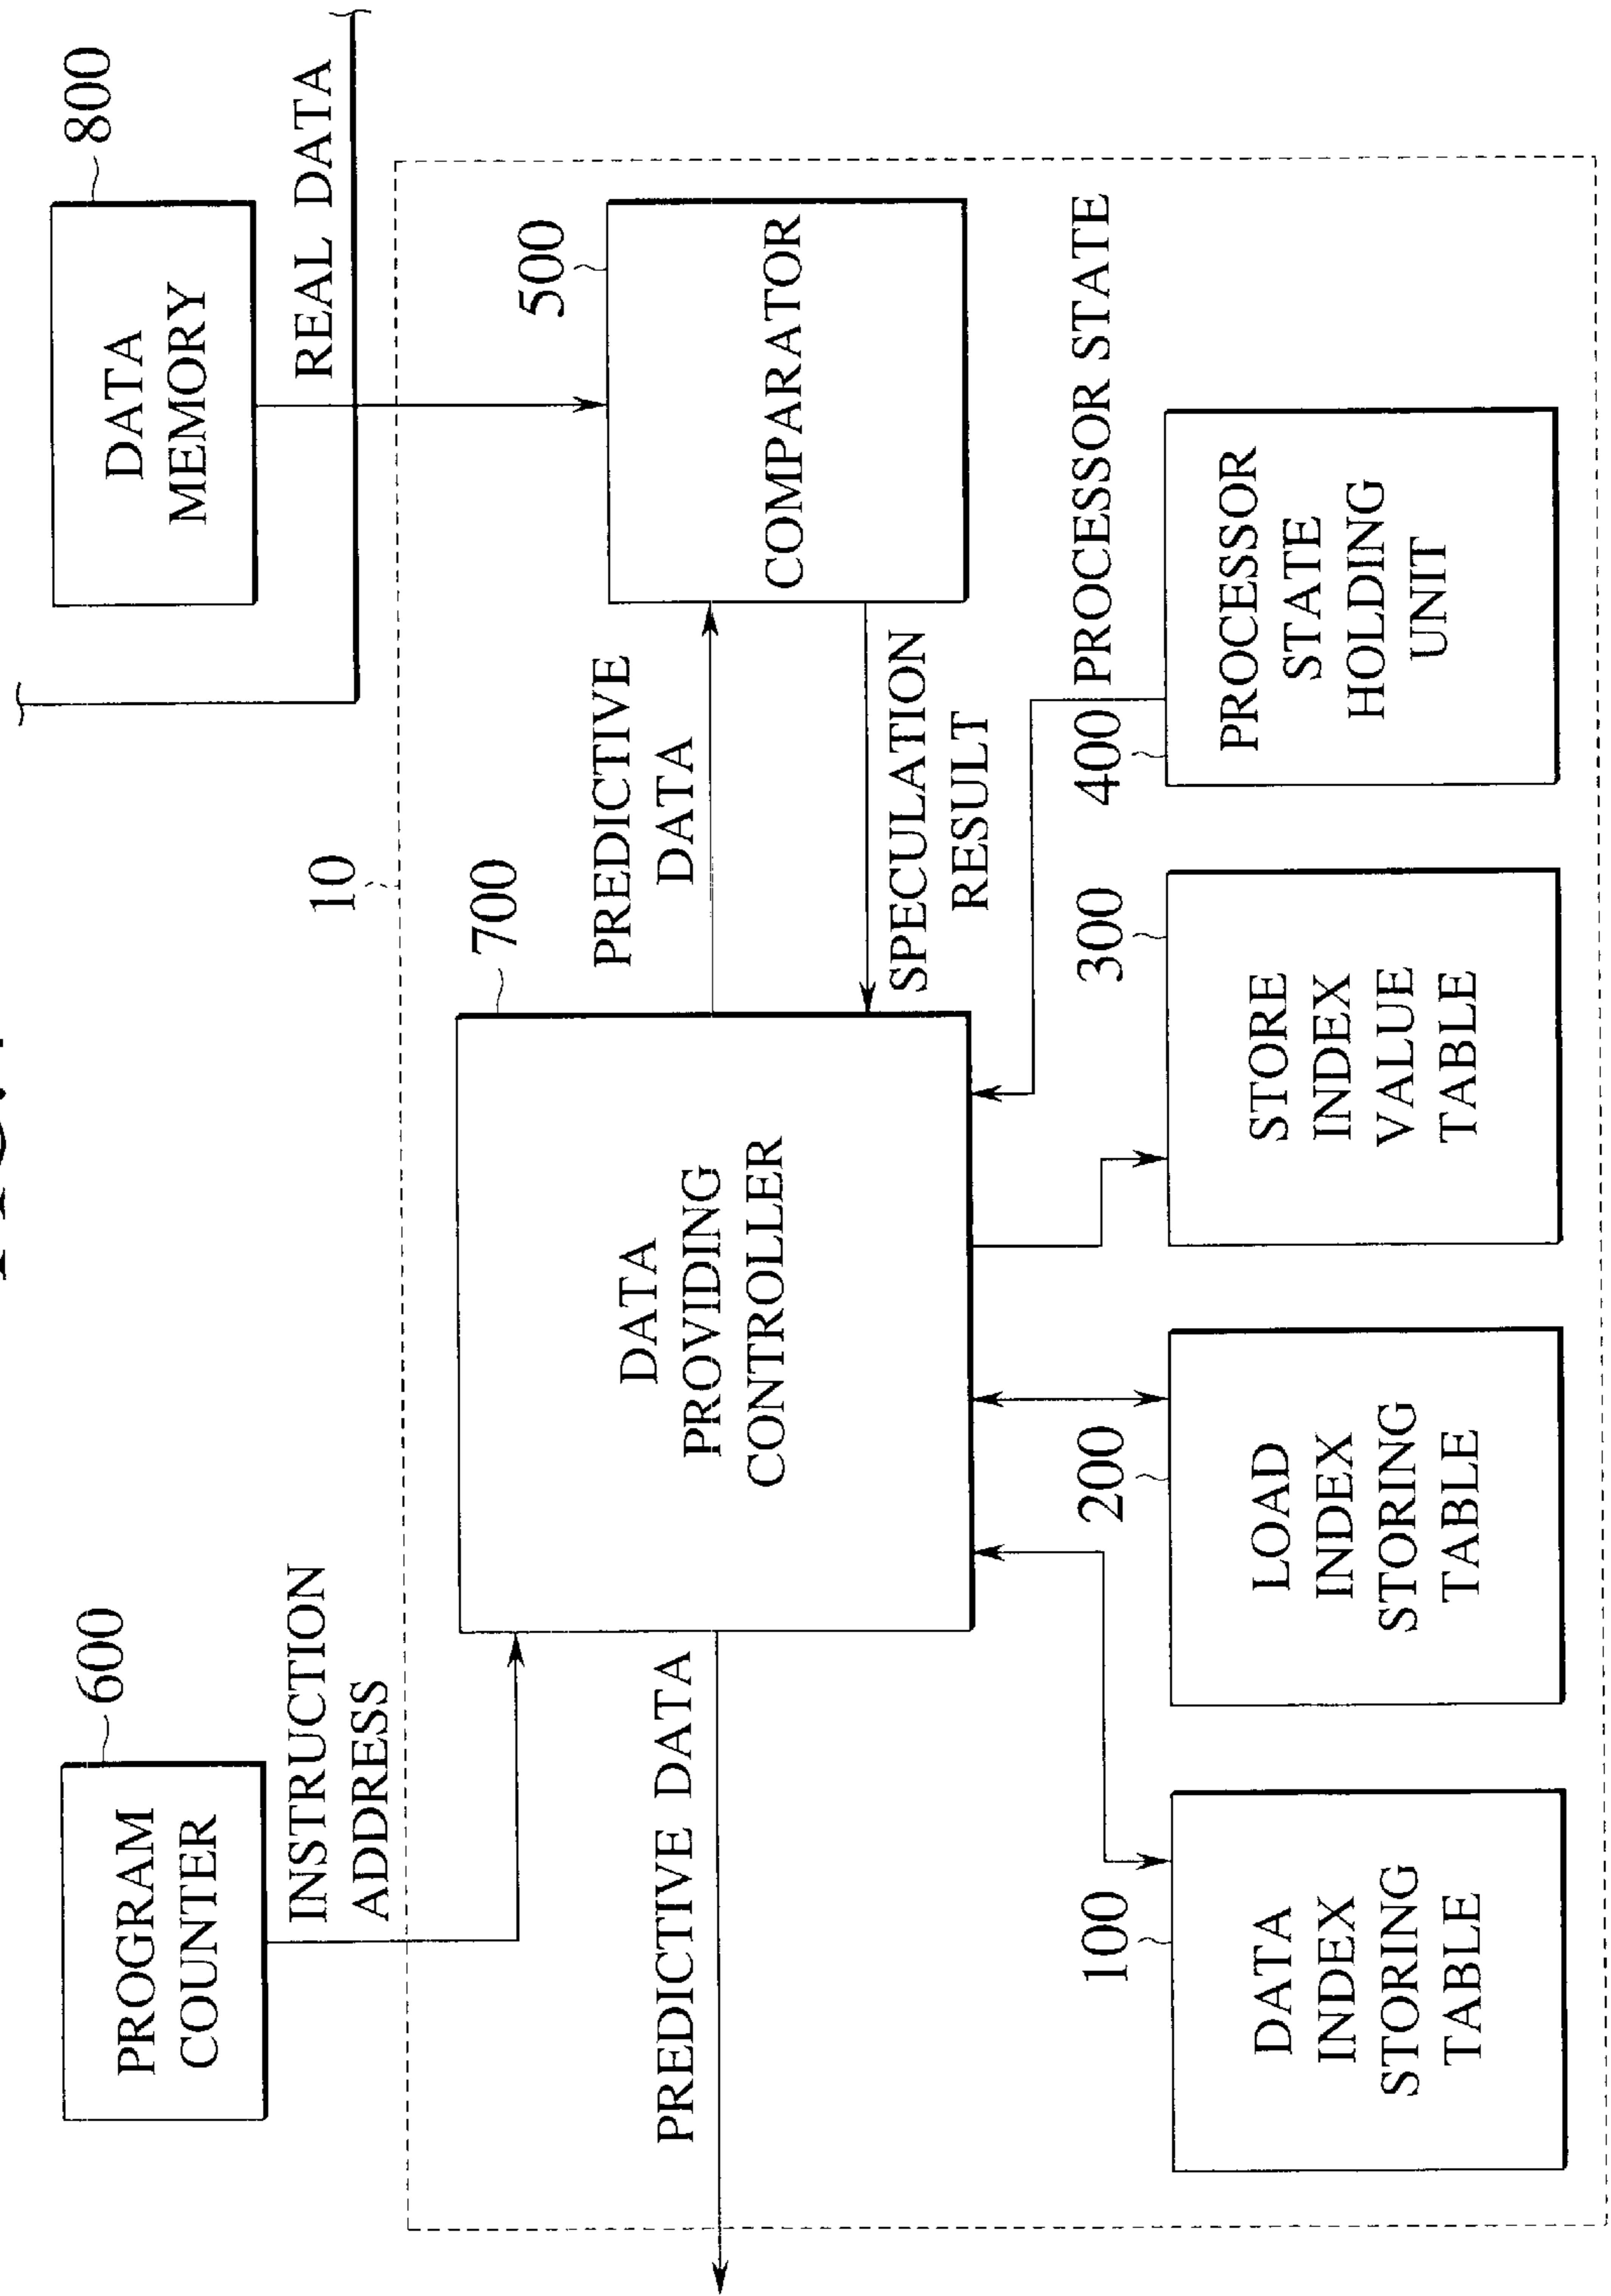 PROGRAM
COUNTER
600
INSTRUCTION
ADDRESS
DATA
MEMORY
800
REAL DATA
10
DATA
PROVIDING
CONTROLLER
700
PREDICTIVE
DATA
SPECULATION
RESULT
COMPARATOR
500
PREDICTIVE DATA
PROCESSOR STATE
100
DATA
INDEX
STORING
TABLE
200
LOAD
INDEX
STORING
TABLE
300
STORE
INDEX
VALUE
TABLE
400
PROCESSOR
STATE
HOLDING
UNIT